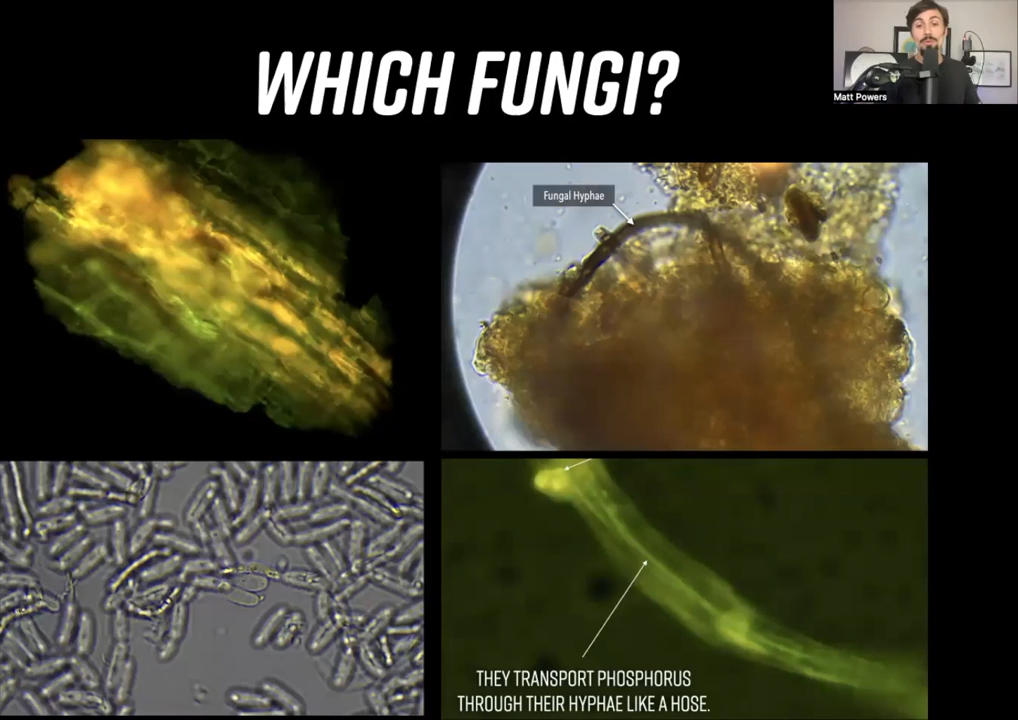 WHICH FUNGI?
Matt Powers
Fungal Hyphae
THEY TRANSPORT PHOSPHORUS
THROUGH THEIR HYPHAE LIKE A HOSE.